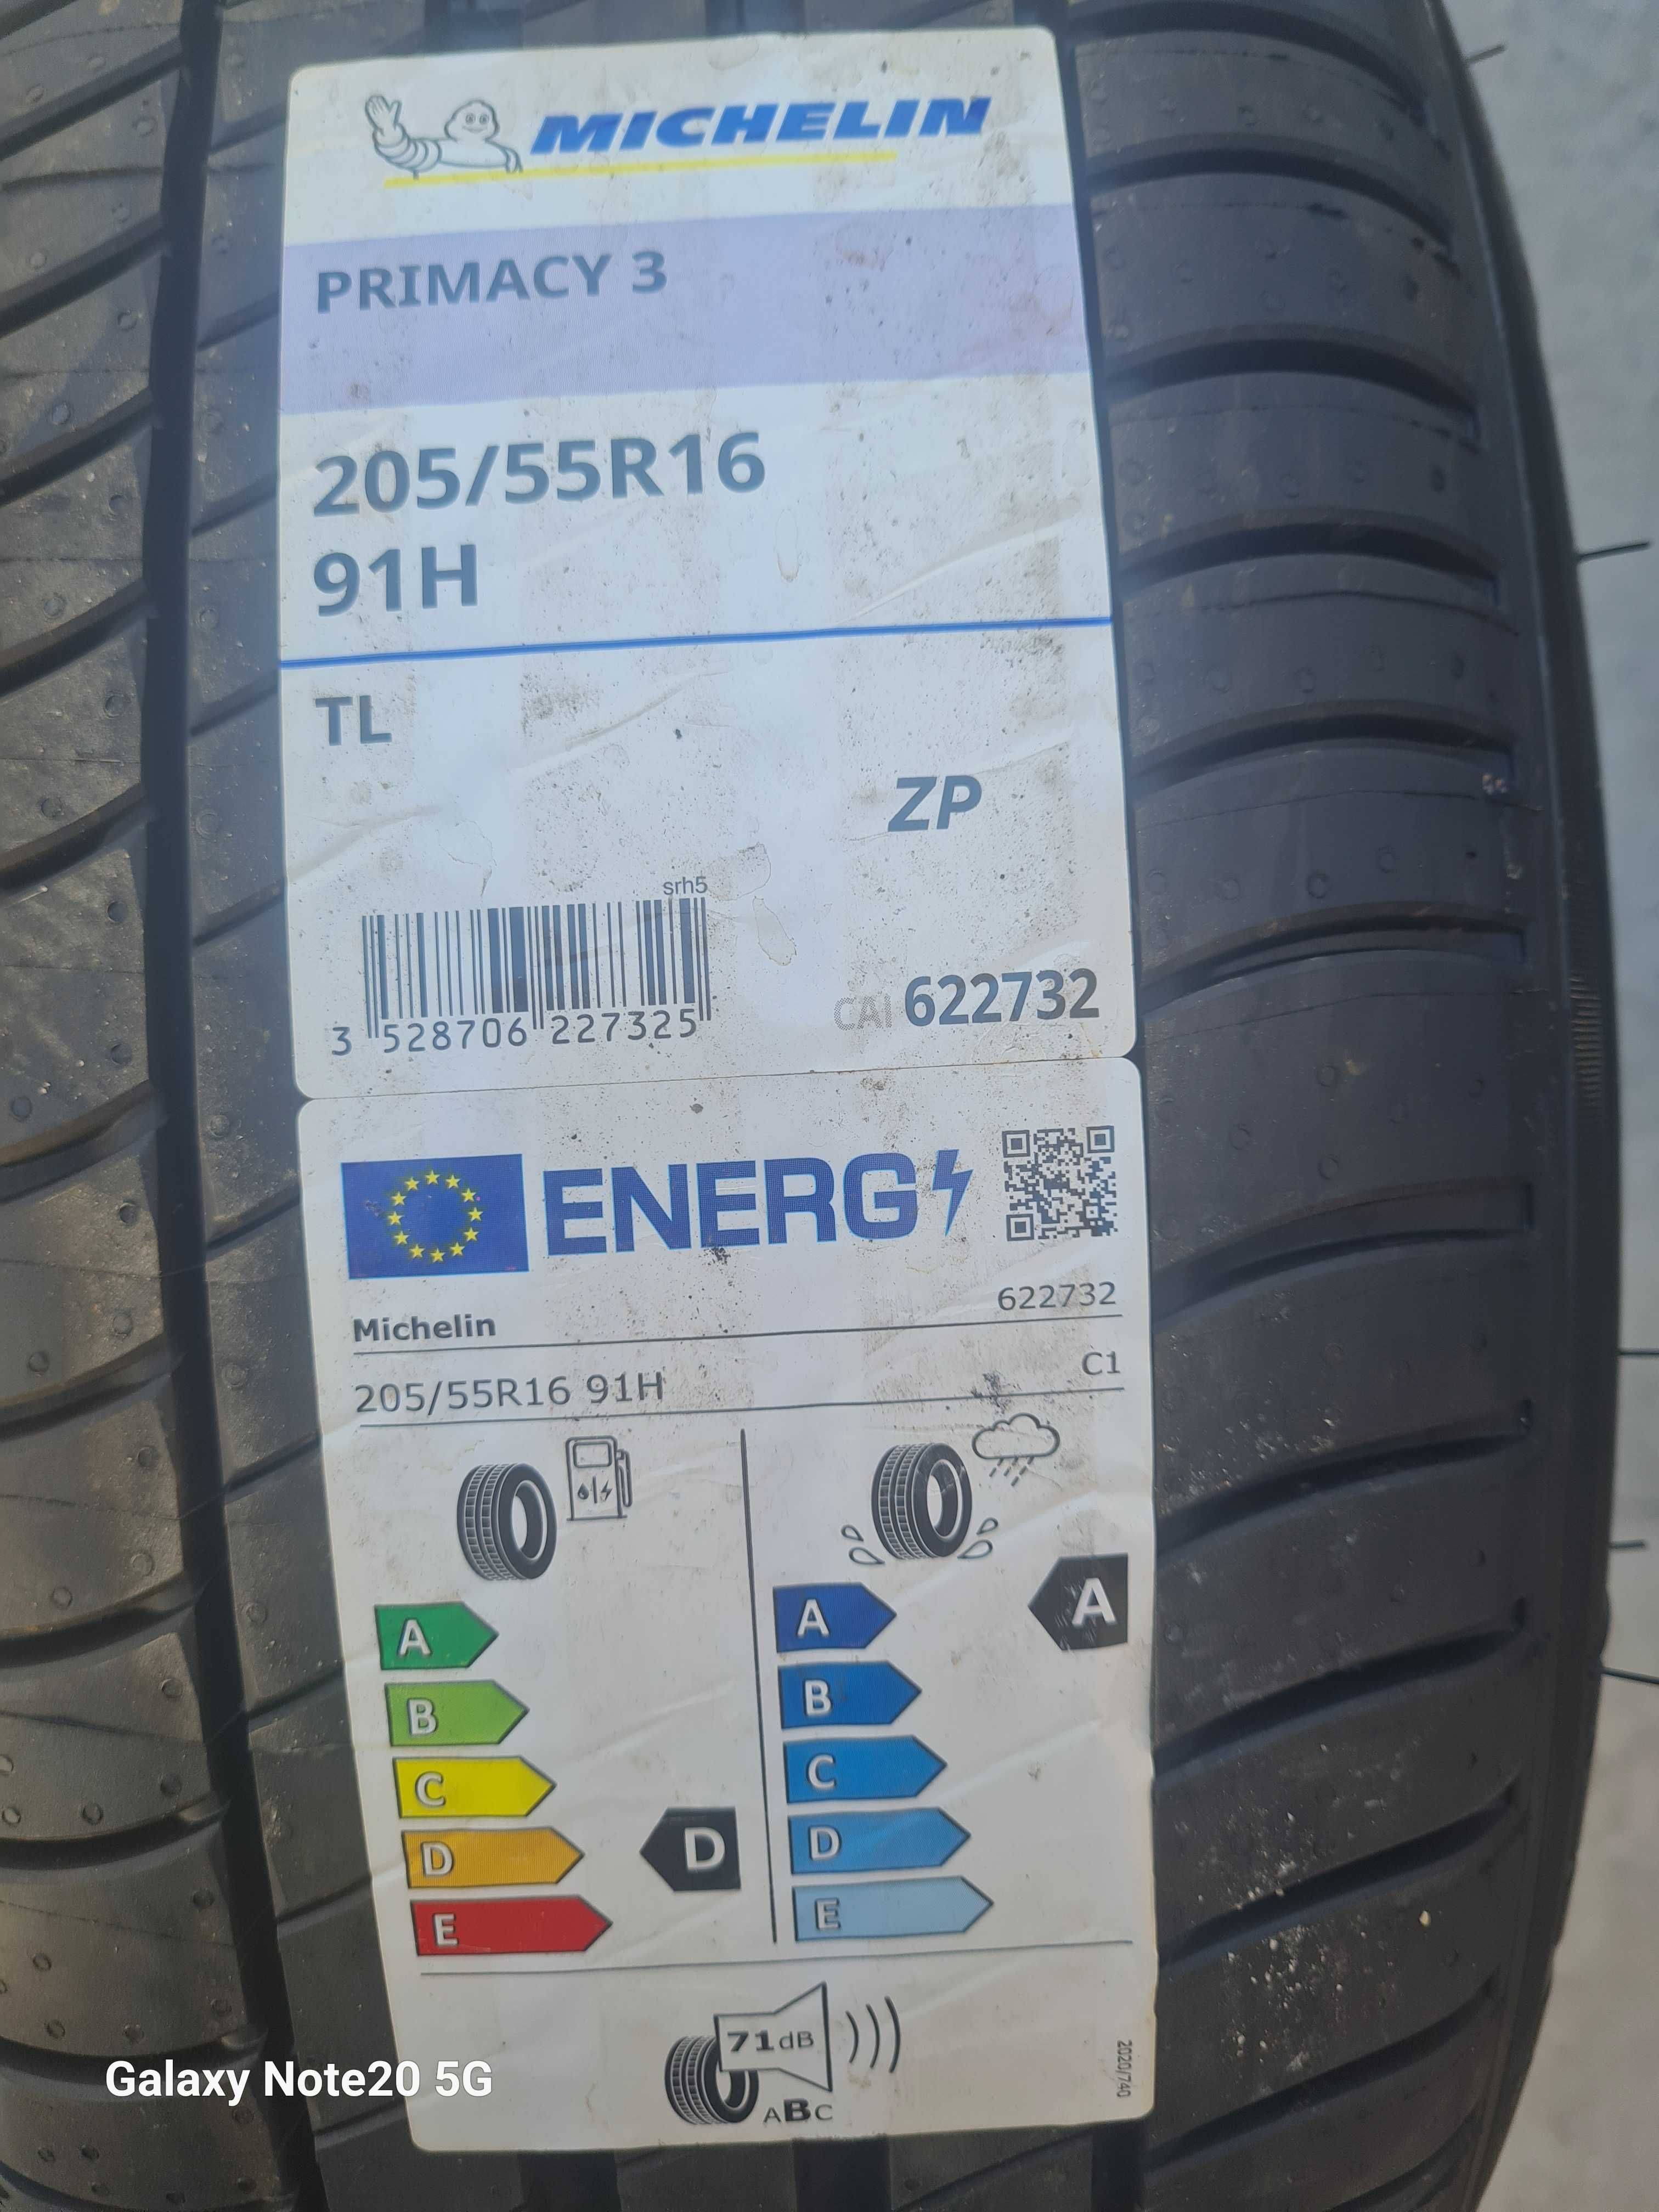 MICHELIN
PRIMACY 3
205/55R16
91H
TL
ZP
srh5
3 528706 227325
CAI 622732
ENERG
Michelin
622732
205/55R16 91H
C1
A
B
C
D
E
D
A
B
C
D
E
A
71dB
ABC
2020/740
Galaxy Note20 5G